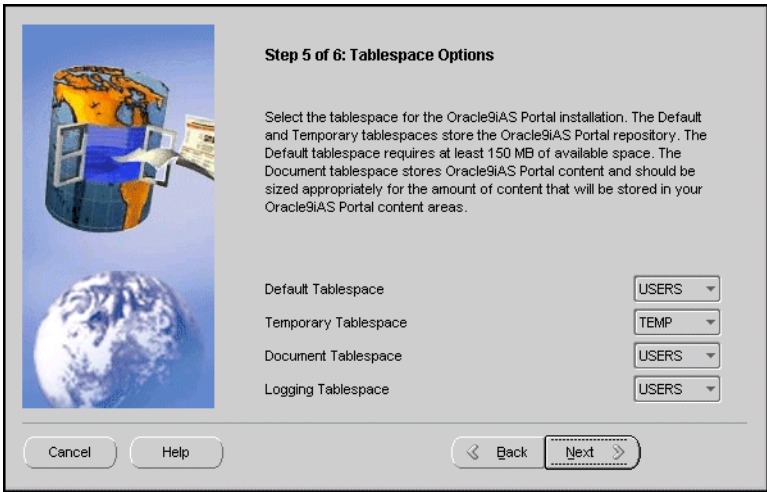 Step 5 of 6: Tablespace Options
Select the tablespace for the Oracle9iAS Portal installation. The Default
and Temporary tablespaces store the Oracle9iAS Portal repository. The
Default tablespace requires at least 150 MB of available space. The
Document tablespace stores Oracle9iAS Portal content and should be
sized appropriately for the amount of content that will be stored in your
Oracle9iAS Portal content areas.
Default Tablespace USERS
Temporary Tablespace TEMP
Document Tablespace USERS
Logging Tablespace USERS
Cancel Help Back Next